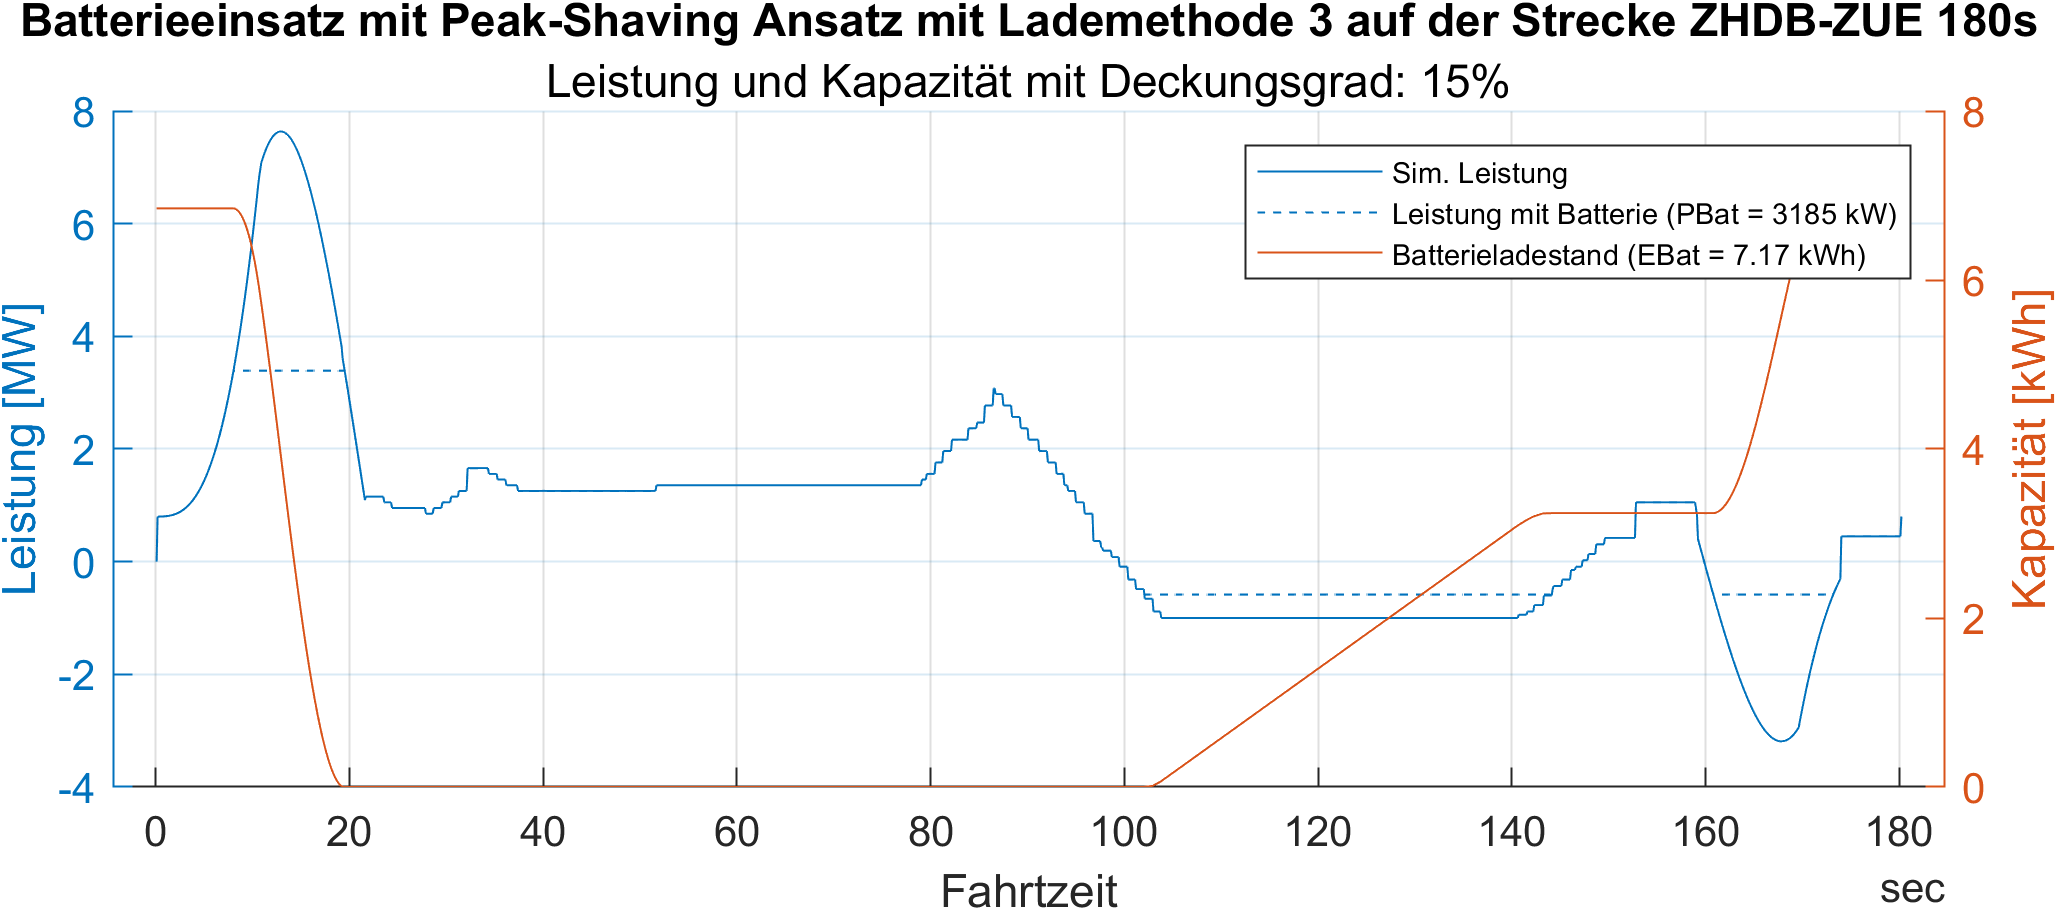 Batterieeinsatz mit Peak-Shaving Ansatz mit Lademethode 3 auf der Strecke ZHDB-ZUE 180s
Leistung und Kapazität mit Deckungsgrad: 15%
8
6
4
2
0
-2
-4
Leistung [MW]
Sim. Leistung
Leistung mit Batterie (PBat = 3185 kW)
Batterieladestand (EBat = 7.17 kWh)
8
6
4
2
0
Kapazität [kWh]
0 20 40 60 80 100 120 140 160 180
Fahrtzeit
sec